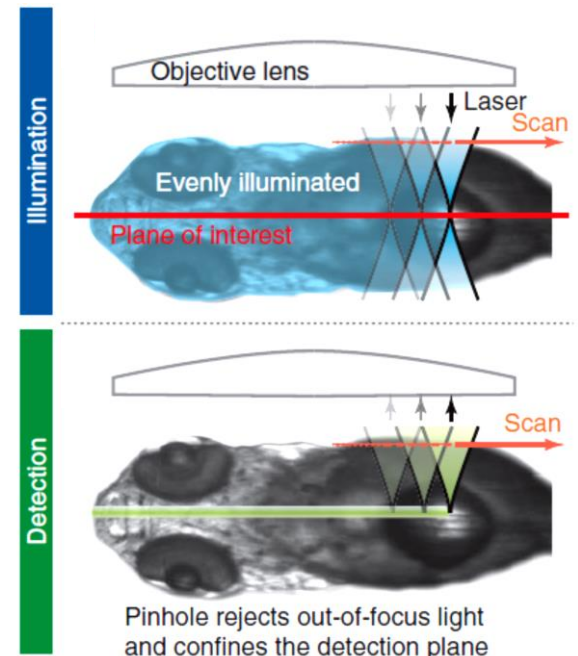 Illumination
Objective lens
Laser
Scan
Evenly illuminated
Plane of interest
Detection
Scan
Pinhole rejects out-of-focus light
and confines the detection plane